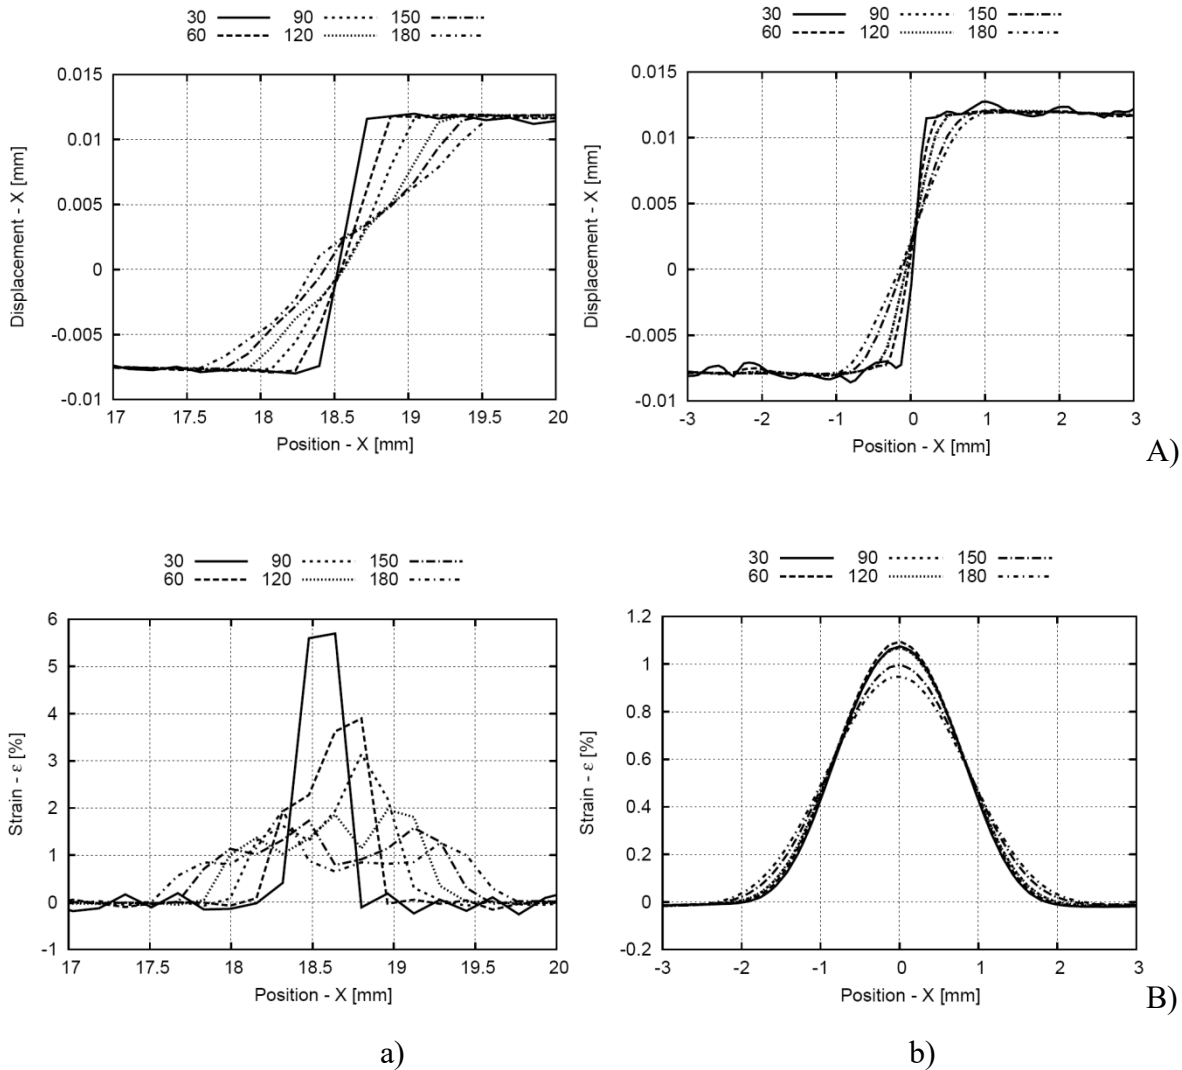 30 90 150
60 120 180
0.015
0.01
0.005
0
-0.005
-0.01
17 17.5 18 18.5 19 19.5 20
Displacement - X [mm]
Position - X [mm]
30 90 150
60 120 180
0.015
0.01
0.005
0
-0.005
-0.01
-3 -2 -1 0 1 2 3
Displacement - X [mm]
Position - X [mm]
A)
30 90 150
60 120 180
6
5
4
3
2
1
0
-1
17 17.5 18 18.5 19 19.5 20
Strain - ε [%]
Position - X [mm]
30 90 150
60 120 180
1.2
1
0.8
0.6
0.4
0.2
0
-0.2
-3 -2 -1 0 1 2 3
Strain - ε [%]
Position - X [mm]
B)
a) b)